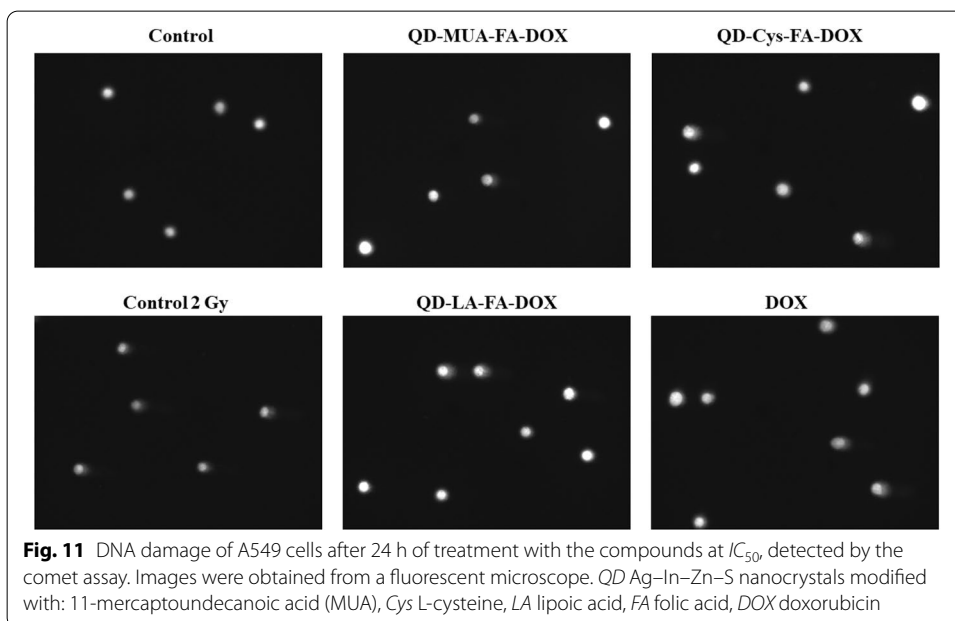 Control
QD-MUA-FA-DOX
QD-Cys-FA-DOX
Control 2 Gy
QD-LA-FA-DOX
DOX
Fig. 11 DNA damage of A549 cells after 24 h of treatment with the compounds at IC50, detected by the
comet assay. Images were obtained from a fluorescent microscope. QD Ag–In–Zn–S nanocrystals modified
with: 11-mercaptoundecanoic acid (MUA), Cys L-cysteine, LA lipoic acid, FA folic acid, DOX doxorubicin